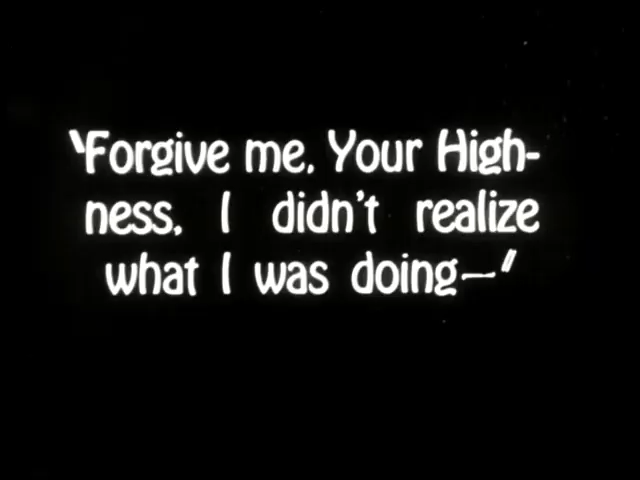 "Forgive me, Your High-
ness, I didn't realize
what I was doing—"